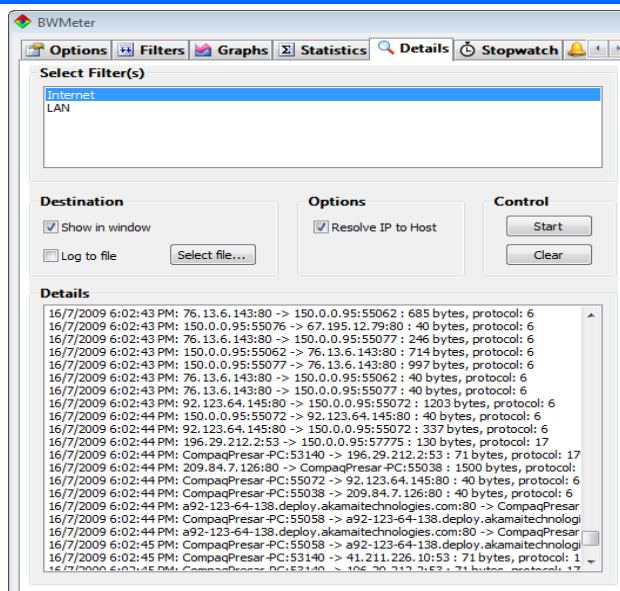 BWMeter
Options Filters Graphs Statistics Details Stopwatch
Select Filter(s)
Internet
LAN
Destination
Show in window
Log to file Select file...
Options
Resolve IP to Host
Control
Start
Clear
Details
16/7/2009 6:02:43 PM: 76.13.6.143:80 -> 150.0.0.95:55062 : 685 bytes, protocol: 6
16/7/2009 6:02:43 PM: 150.0.0.95:55076 -> 67.195.12.79:80 : 40 bytes, protocol: 6
16/7/2009 6:02:43 PM: 76.13.6.143:80 -> 150.0.0.95:55077 : 246 bytes, protocol: 6
16/7/2009 6:02:43 PM: 150.0.0.95:55062 -> 76.13.6.143:80 : 714 bytes, protocol: 6
16/7/2009 6:02:43 PM: 150.0.0.95:55077 -> 76.13.6.143:80 : 997 bytes, protocol: 6
16/7/2009 6:02:43 PM: 76.13.6.143:80 -> 150.0.0.95:55062 : 40 bytes, protocol: 6
16/7/2009 6:02:43 PM: 76.13.6.143:80 -> 150.0.0.95:55077 : 40 bytes, protocol: 6
16/7/2009 6:02:43 PM: 92.123.64.145:80 -> 150.0.0.95:55072 : 1203 bytes, protocol: 6
16/7/2009 6:02:44 PM: 150.0.0.95:55072 -> 92.123.64.145:80 : 40 bytes, protocol: 6
16/7/2009 6:02:44 PM: 92.123.64.145:80 -> 150.0.0.95:55072 : 337 bytes, protocol: 6
16/7/2009 6:02:44 PM: 196.29.212.2:53 -> 150.0.0.95:57775 : 130 bytes, protocol: 17
16/7/2009 6:02:44 PM: CompaqPresar-PC:53140 -> 196.29.212.2:53 : 71 bytes, protocol: 17
16/7/2009 6:02:44 PM: 209.84.7.126:80 -> CompaqPresar-PC:55038 : 1500 bytes, protocol:
16/7/2009 6:02:44 PM: CompaqPresar-PC:55072 -> 92.123.64.145:80 : 40 bytes, protocol: 6
16/7/2009 6:02:44 PM: CompaqPresar-PC:55038 -> 209.84.7.126:80 : 40 bytes, protocol: 6
16/7/2009 6:02:44 PM: a92-123-64-138.deploy.akamaitechnologies.com:80 -> CompaqPresar
16/7/2009 6:02:44 PM: CompaqPresar-PC:55058 -> a92-123-64-138.deploy.akamaitechnologi
16/7/2009 6:02:44 PM: a92-123-64-138.deploy.akamaitechnologies.com:80 -> CompaqPresar
16/7/2009 6:02:45 PM: CompaqPresar-PC:55058 -> a92-123-64-138.deploy.akamaitechnologi
16/7/2009 6:02:45 PM: CompaqPresar-PC:53140 -> 41.211.226.10:53 : 71 bytes, protocol: 1
16/7/2009 6:02:45 PM: CompaqPresar-PC:53140 -> 196.29.212.2:53 : 71 bytes, protocol: 17